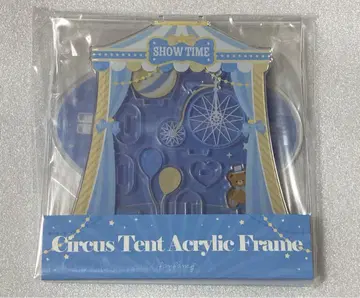 SHOW TIME
Circus Tent Acrylic Frame